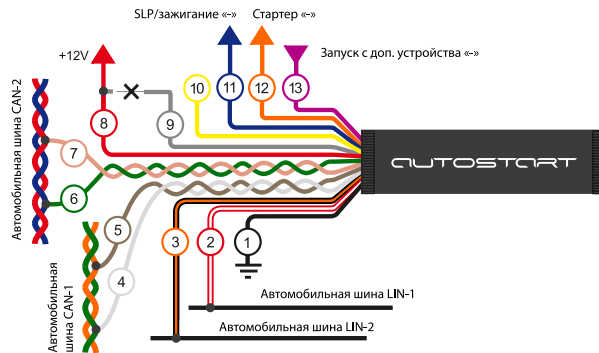 SLP/зажигание «-»
Стартер «-»
+12V
Запуск с доп. устройства «-»
10
11
12
13
8
9
7
6
5
4
3
2
1
AUTOSTART
Автомобильная шина CAN-2
Автомобильная
шина CAN-1
Автомобильная шина LIN-1
Автомобильная шина LIN-2